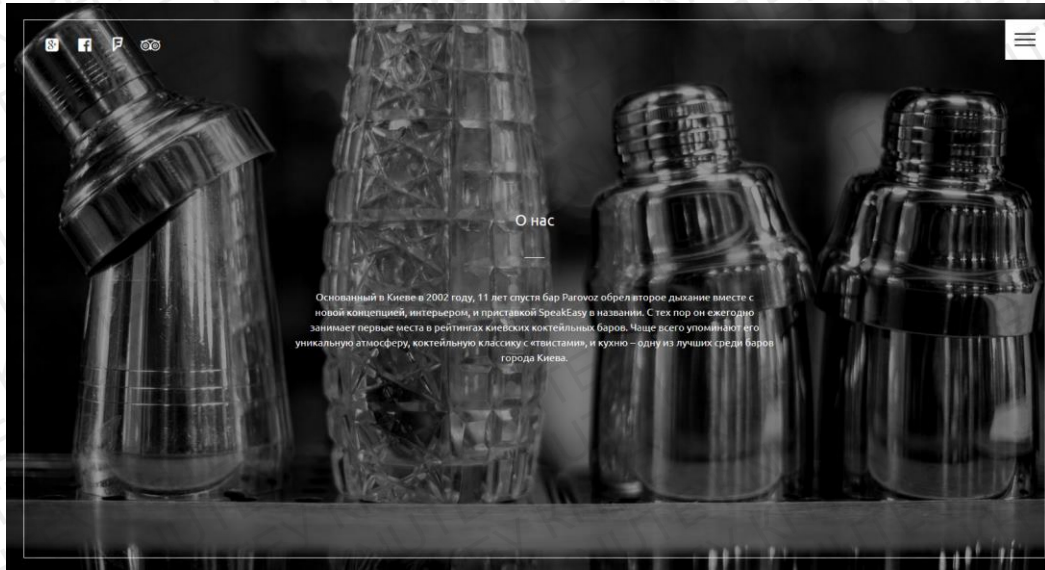 О нас
Основанный в Киеве в 2002 году, 11 лет спустя бар Parovoz обрел второе дыхание вместе с
новой концепцией, интерьером, и приставкой SpeakEasy в названии. С тех пор он ежегодно
занимает первые места в рейтингах киевских коктейльных баров. Чаще всего упоминают его
уникальную атмосферу, коктейльную классику с «твистами», и кухню – одну из лучших среди баров
города Киева.